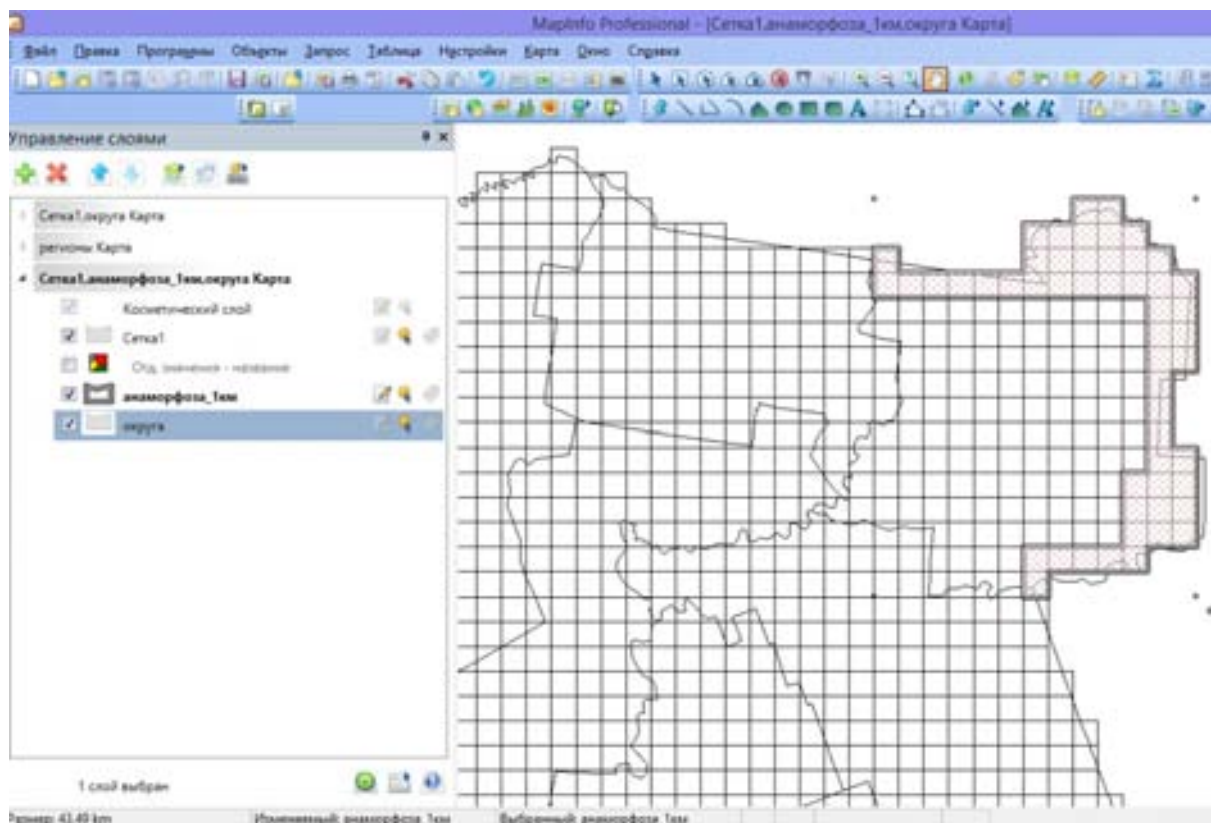 MapInfo Professional - [Сетка1,анаморфоза_1км,округа Карта]
Файл Правка Программы Объекты Запрос Таблица Настройки Карта Окно Справка
Управление слоями
Сетка1,округа Карта
регионы Карта
Сетка1,анаморфоза_1км,округа Карта
Косметический слой
Сетка1
Отд. значения - название
анаморфоза_1км
округа
1 слой выбран
Размер: 43.49 km
Изменяемый: анаморфоза_1км
Выбранный: анаморфоза_1км